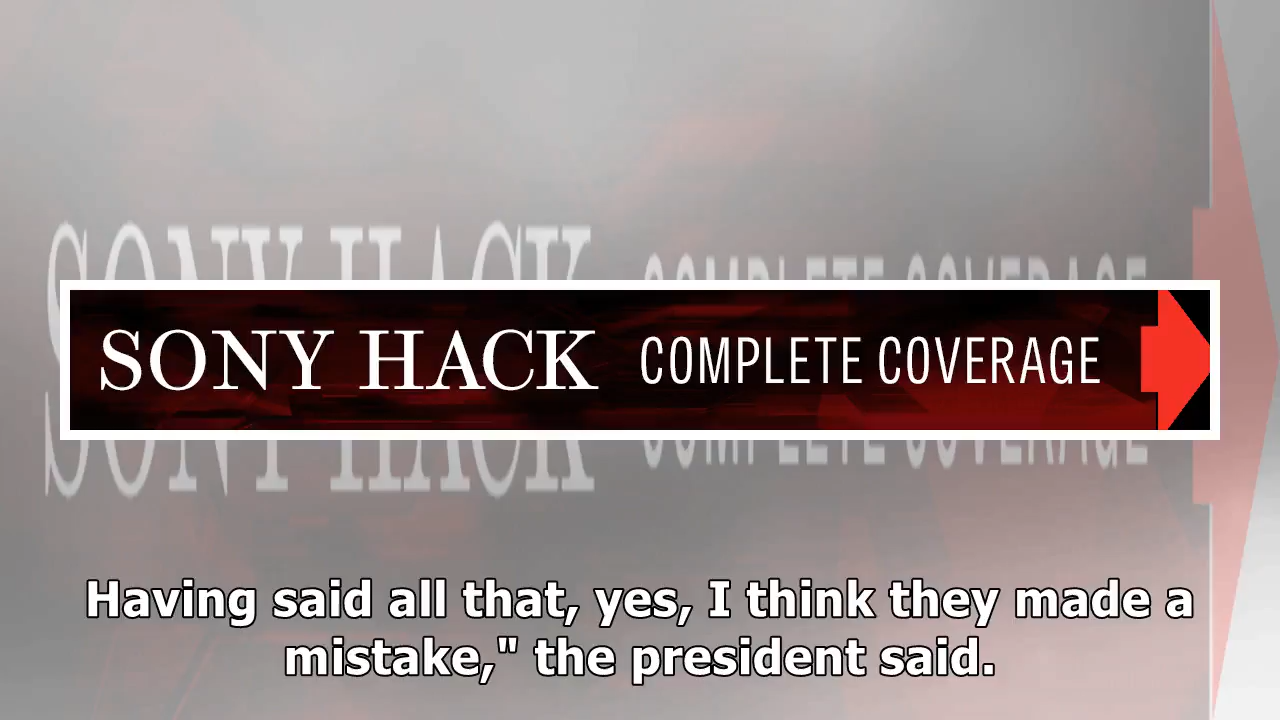 SONY HACK COMPLETE COVERAGE
Having said all that, yes, I think they made a
mistake," the president said.